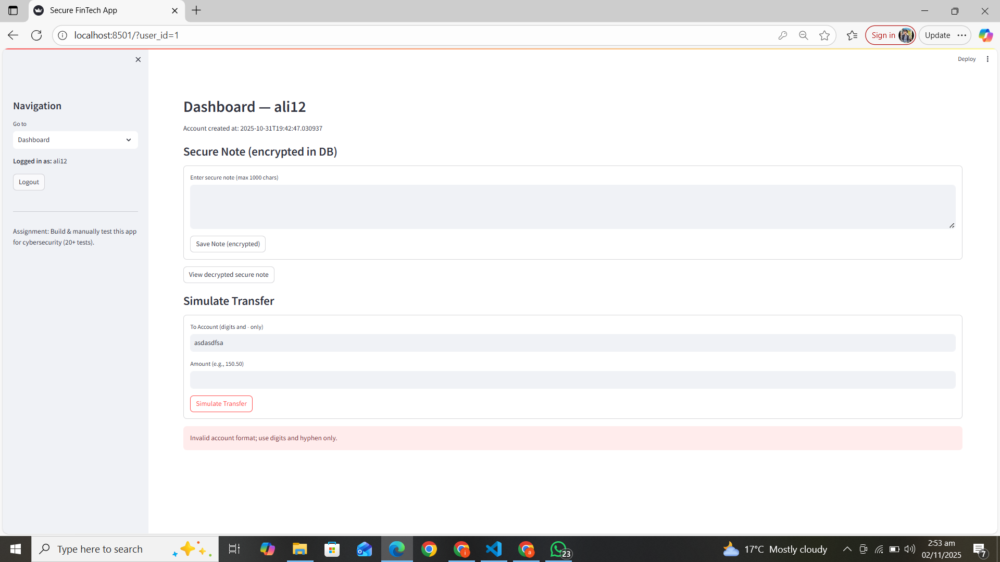 Secure FinTech App
localhost:8501/?user_id=1
Sign in
Update
Deploy
Navigation
Go to
Dashboard
Logged in as: ali12
Logout
Assignment: Build & manually test this app
for cybersecurity (20+ tests).
Dashboard — ali12
Account created at: 2025-10-31T19:42:47.030937
Secure Note (encrypted in DB)
Enter secure note (max 1000 chars)
Save Note (encrypted)
View decrypted secure note
Simulate Transfer
To Account (digits and - only)
asdasdfsa
Amount (e.g., 150.50)
Simulate Transfer
Invalid account format; use digits and hyphen only.
Type here to search
23
17°C Mostly cloudy
2:53 am
02/11/2025
7